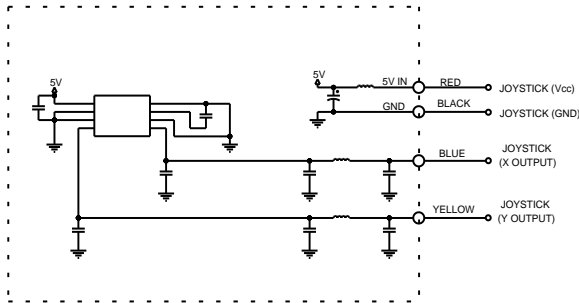 5V
5V
5V IN
RED
JOYSTICK (Vcc)
GND
BLACK
JOYSTICK (GND)
BLUE
JOYSTICK
(X OUTPUT)
YELLOW
JOYSTICK
(Y OUTPUT)